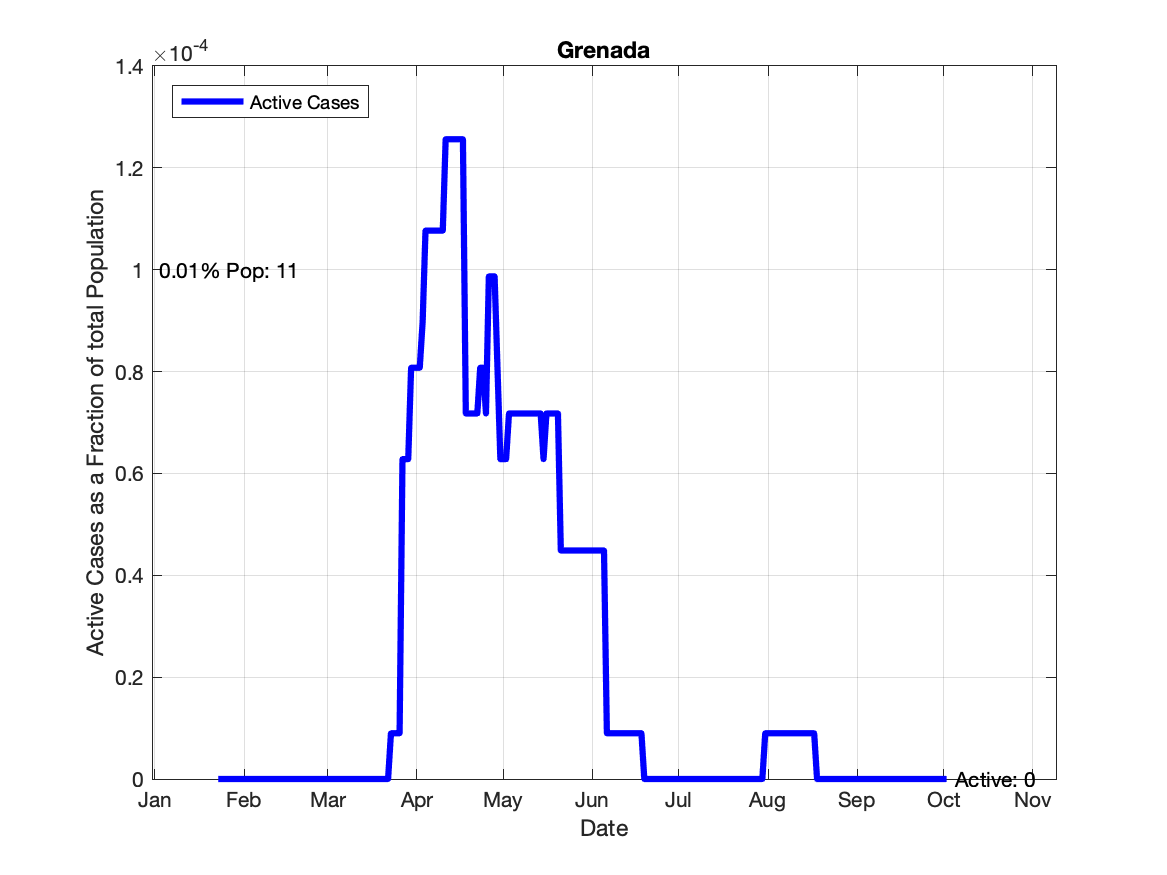 Grenada
×10-4
1.4
1.2
1
0.8
0.6
0.4
0.2
0
Active Cases
0.01% Pop: 11
Active: 0
Jan Feb Mar Apr May Jun Jul Aug Sep Oct Nov
Date
Active Cases as a Fraction of total Population